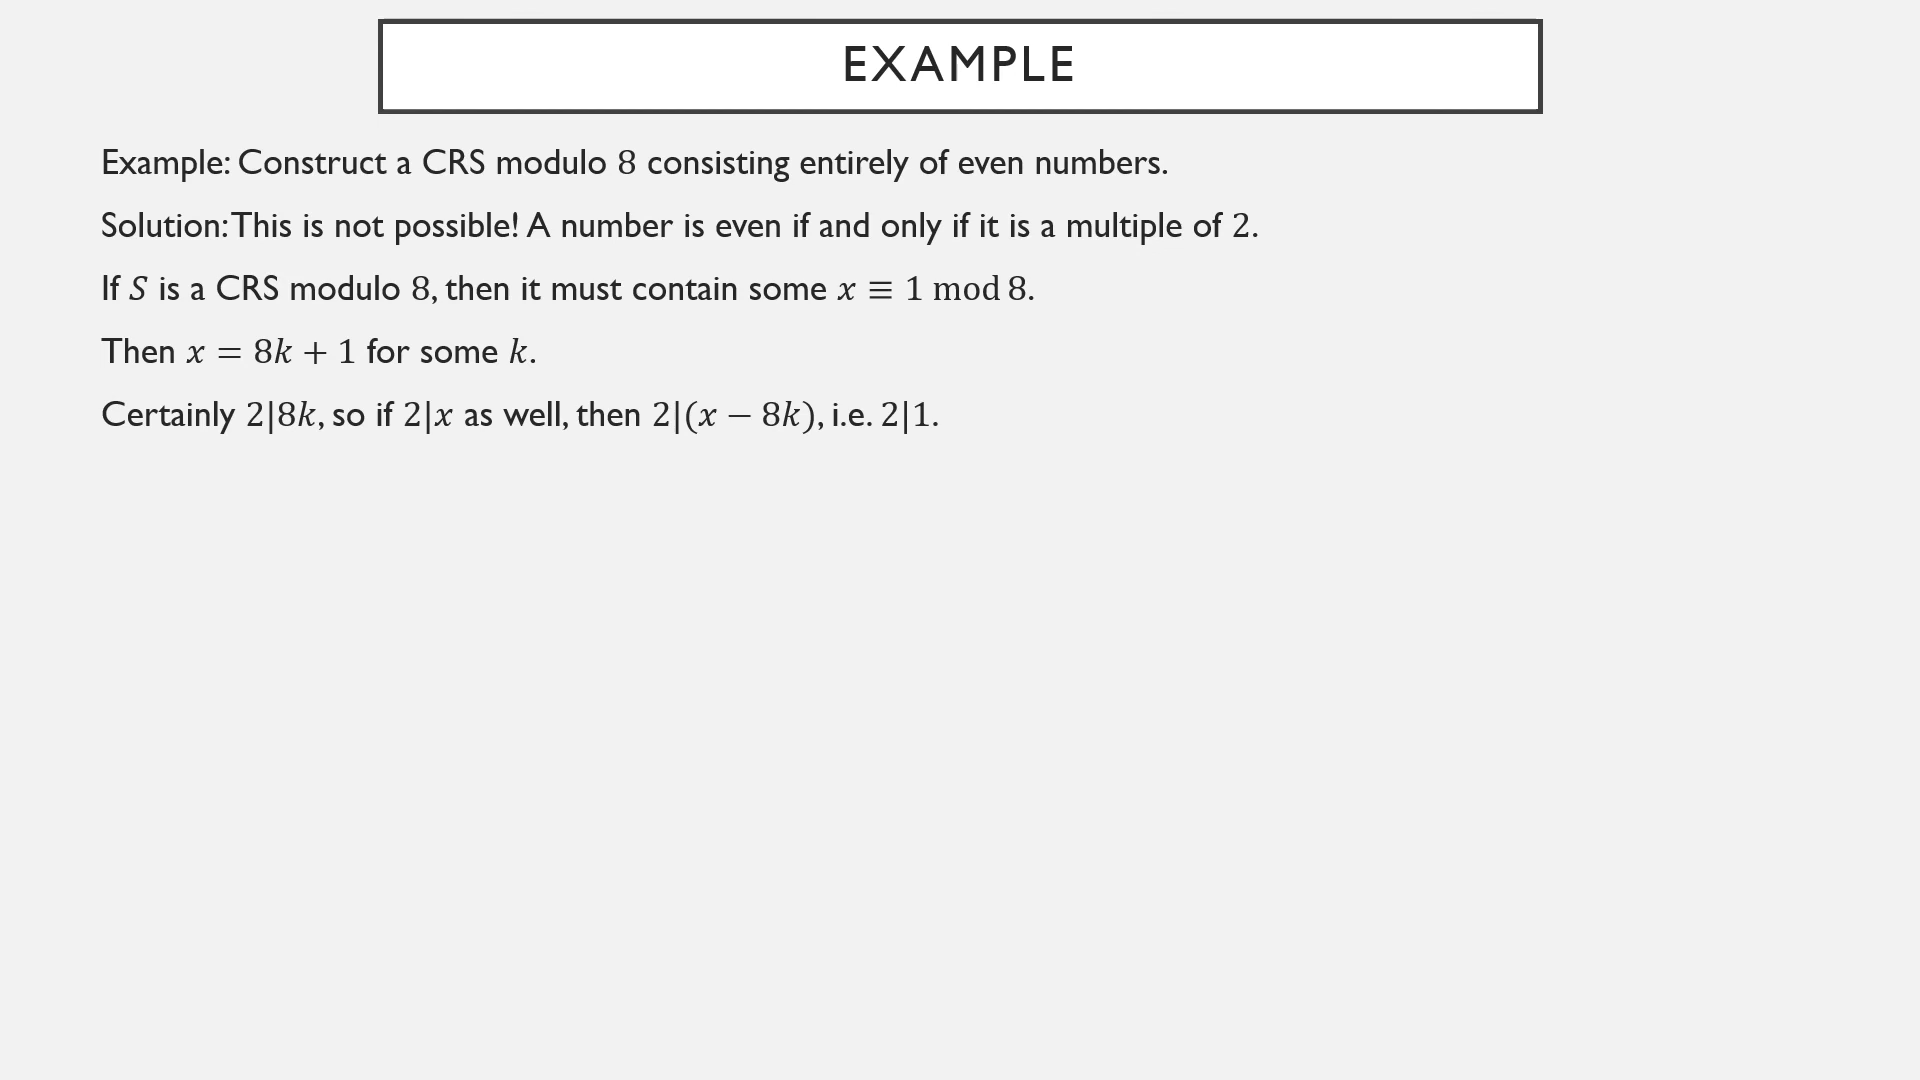 EXAMPLE
Example: Construct a CRS modulo 8 consisting entirely of even numbers.
Solution: This is not possible! A number is even if and only if it is a multiple of 2.
If S is a CRS modulo 8, then it must contain some x ≡ 1 mod 8.
Then x = 8k + 1 for some k.
Certainly 2|8k, so if 2|x as well, then 2|(x − 8k), i.e. 2|1.